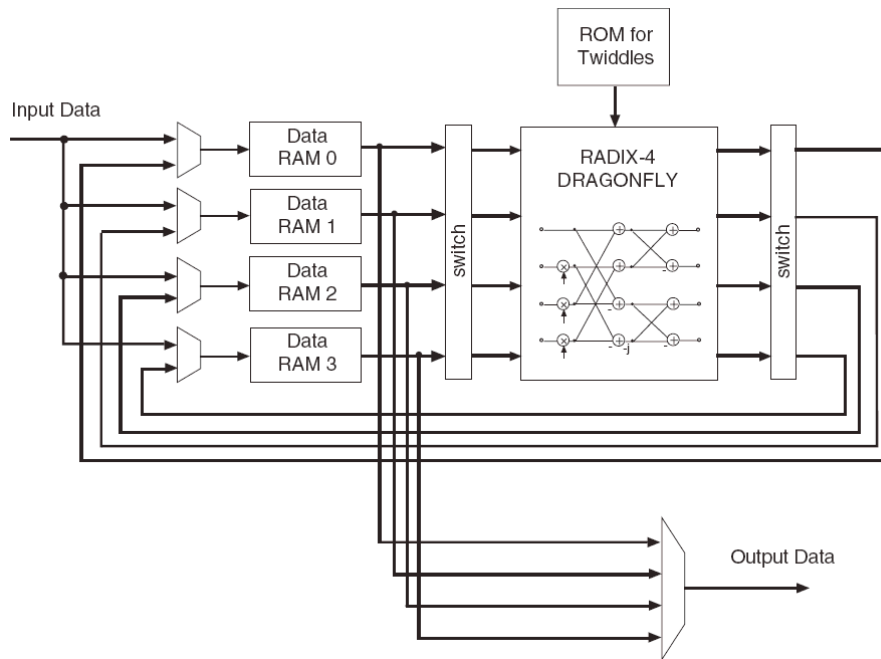 ROM for
Twiddles
Input Data
Data
RAM 0
Data
RAM 1
Data
RAM 2
Data
RAM 3
switch
RADIX-4
DRAGONFLY
-
-
-
-j
-
switch
Output Data